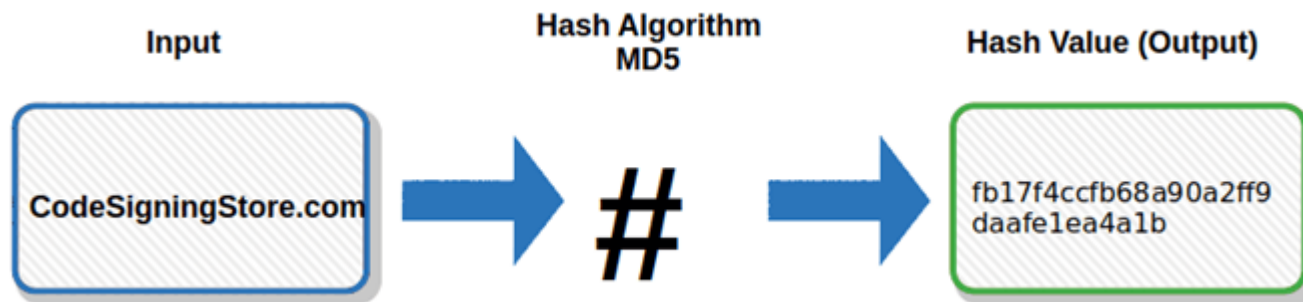 Input
Hash Algorithm
MD5
Hash Value (Output)
CodeSigningStore.com
#
fb17f4ccfb68a90a2ff9
daafe1ea4a1b